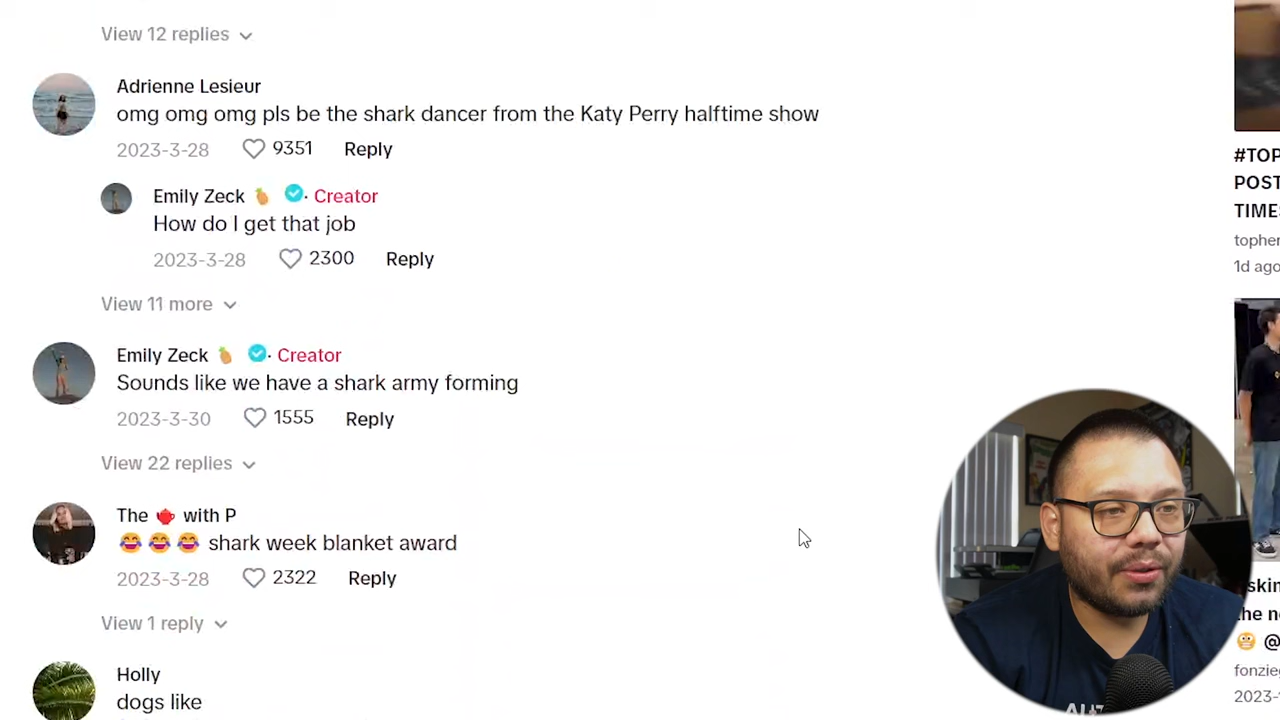 View 12 replies
Adrienne Lesieur
omg omg omg pls be the shark dancer from the Katy Perry halftime show
2023-3-28 9351 Reply
Emily Zeck 🍍 · Creator
How do I get that job
2023-3-28 2300 Reply
View 11 more
Emily Zeck 🍍 · Creator
Sounds like we have a shark army forming
2023-3-30 1555 Reply
View 22 replies
The 🫖 with P
😂😂😂 shark week blanket award
2023-3-28 2322 Reply
View 1 reply
Holly
dogs like
#TOP
POST
TIMES
topher
1d ago
the
😬 @
fonzie
2023-